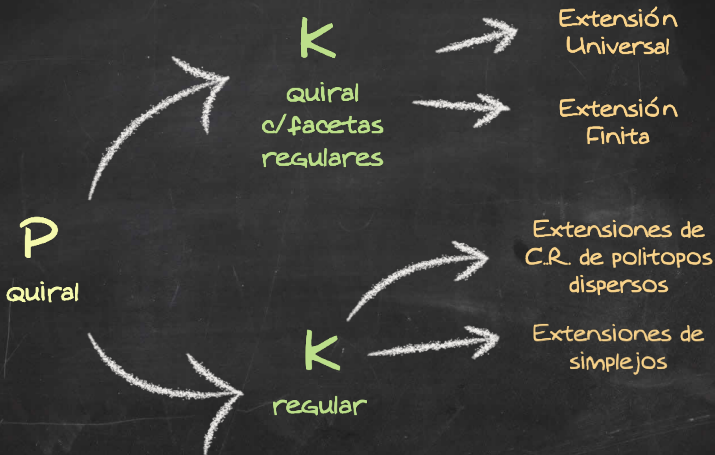 P
quiral
K
quiral
c/facetas
regulares
Extensión
Universal
Extensión
Finita
K
regular
Extensiones de
C.R. de politopos
dispersos
Extensiones de
simplejos